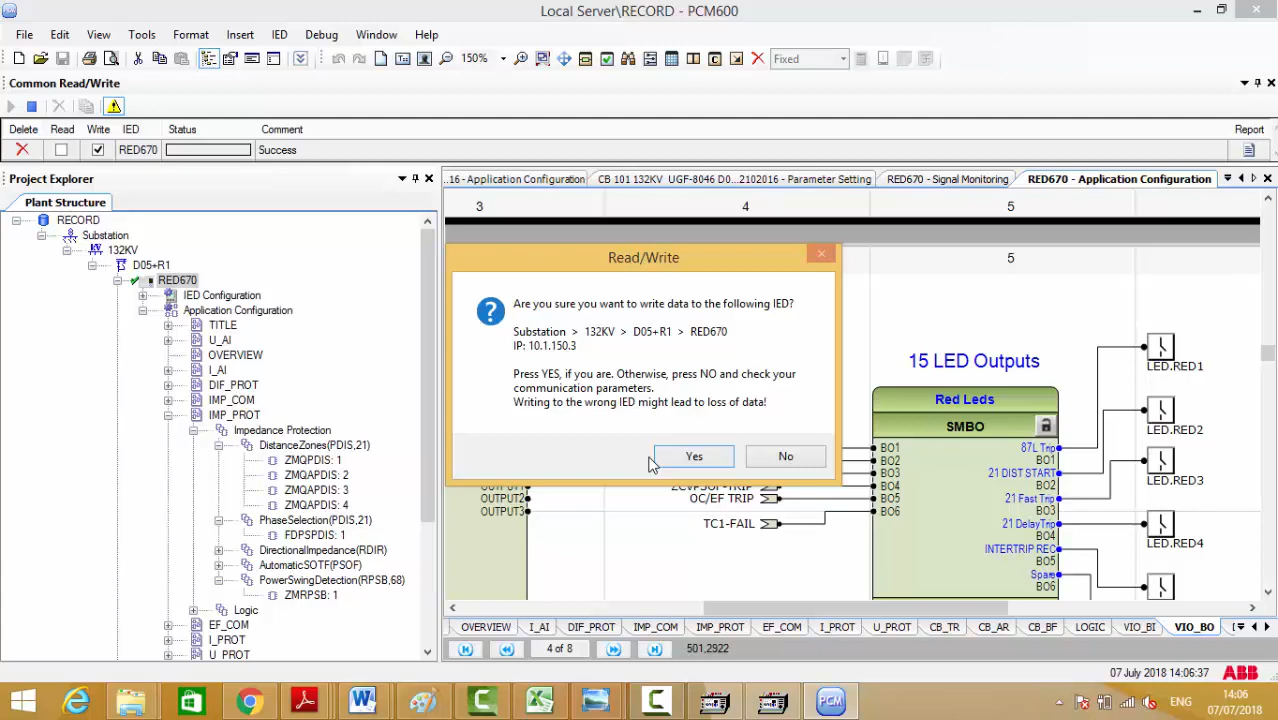 Local Server\RECORD - PCM600
File Edit View Tools Format Insert IED Debug Window Help
150% Fixed
Common Read/Write
Delete Read Write IED Status Comment Report
RED670 Success
Project Explorer
..16 - Application Configuration CB 101 132KV UGF-8046 D0...2102016 - Parameter Setting RED670 - Signal Monitoring RED670 - Application Configuration
Plant Structure
RECORD
Substation
132KV
D05+R1
RED670
IED Configuration
Application Configuration
TITLE
U_AI
OVERVIEW
I_AI
DIF_PROT
IMP_COM
IMP_PROT
Impedance Protection
DistanceZones(PDIS,21)
ZMQPDIS: 1
ZMQAPDIS: 2
ZMQAPDIS: 3
ZMQAPDIS: 4
PhaseSelection(PDIS,21)
FDPSPDIS: 1
DirectionalImpedance(RDIR)
AutomaticSOTF(PSOF)
PowerSwingDetection(RPSB,68)
ZMRPSB: 1
Logic
EF_COM
I_PROT
U_PROT
3 4 5
5
Read/Write
Are you sure you want to write data to the following IED?
Substation > 132KV > D05+R1 > RED670
IP: 10.1.150.3
Press YES, if you are. Otherwise, press NO and check your
communication parameters.
Writing to the wrong IED might lead to loss of data!
Yes No
15 LED Outputs
Red Leds
SMBO
BO1 87L Trip
BO1
BO2 21 DIST START
BO2
BO3 21 Fast Trip
BO3
BO4 21 DelayTrip
BO4
BO5 INTERTRIP REC
BO5
BO6 Spare
BO6
LED.RED1
LED.RED2
LED.RED3
LED.RED4
OUTPUT2
OUTPUT3
OC/EF TRIP
TC1-FAIL
OVERVIEW I_AI DIF_PROT IMP_COM IMP_PROT EF_COM I_PROT U_PROT CB_TR CB_AR CB_BF LOGIC VIO_BI VIO_BO
4 of 8 501,2922
07 July 2018 14:06:37 ABB
PCM
ENG
14:06
07/07/2018